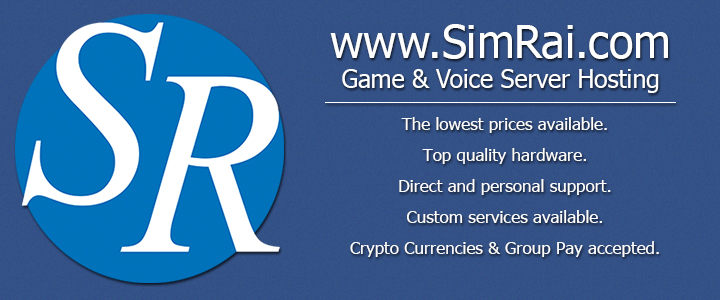 SR
www.SimRai.com
Game & Voice Server Hosting
The lowest prices available.
Top quality hardware.
Direct and personal support.
Custom services available.
Crypto Currencies & Group Pay accepted.